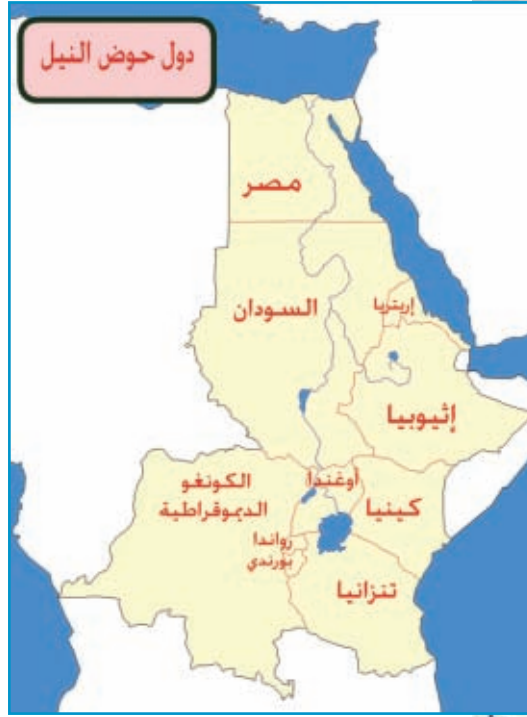 دول حوض النيل
مصر
السودان
إريتريا
إثيوبيا
أوغندا
الكونغو
الديموقراطية
كينيا
رواندا
بورندي
تنزانيا